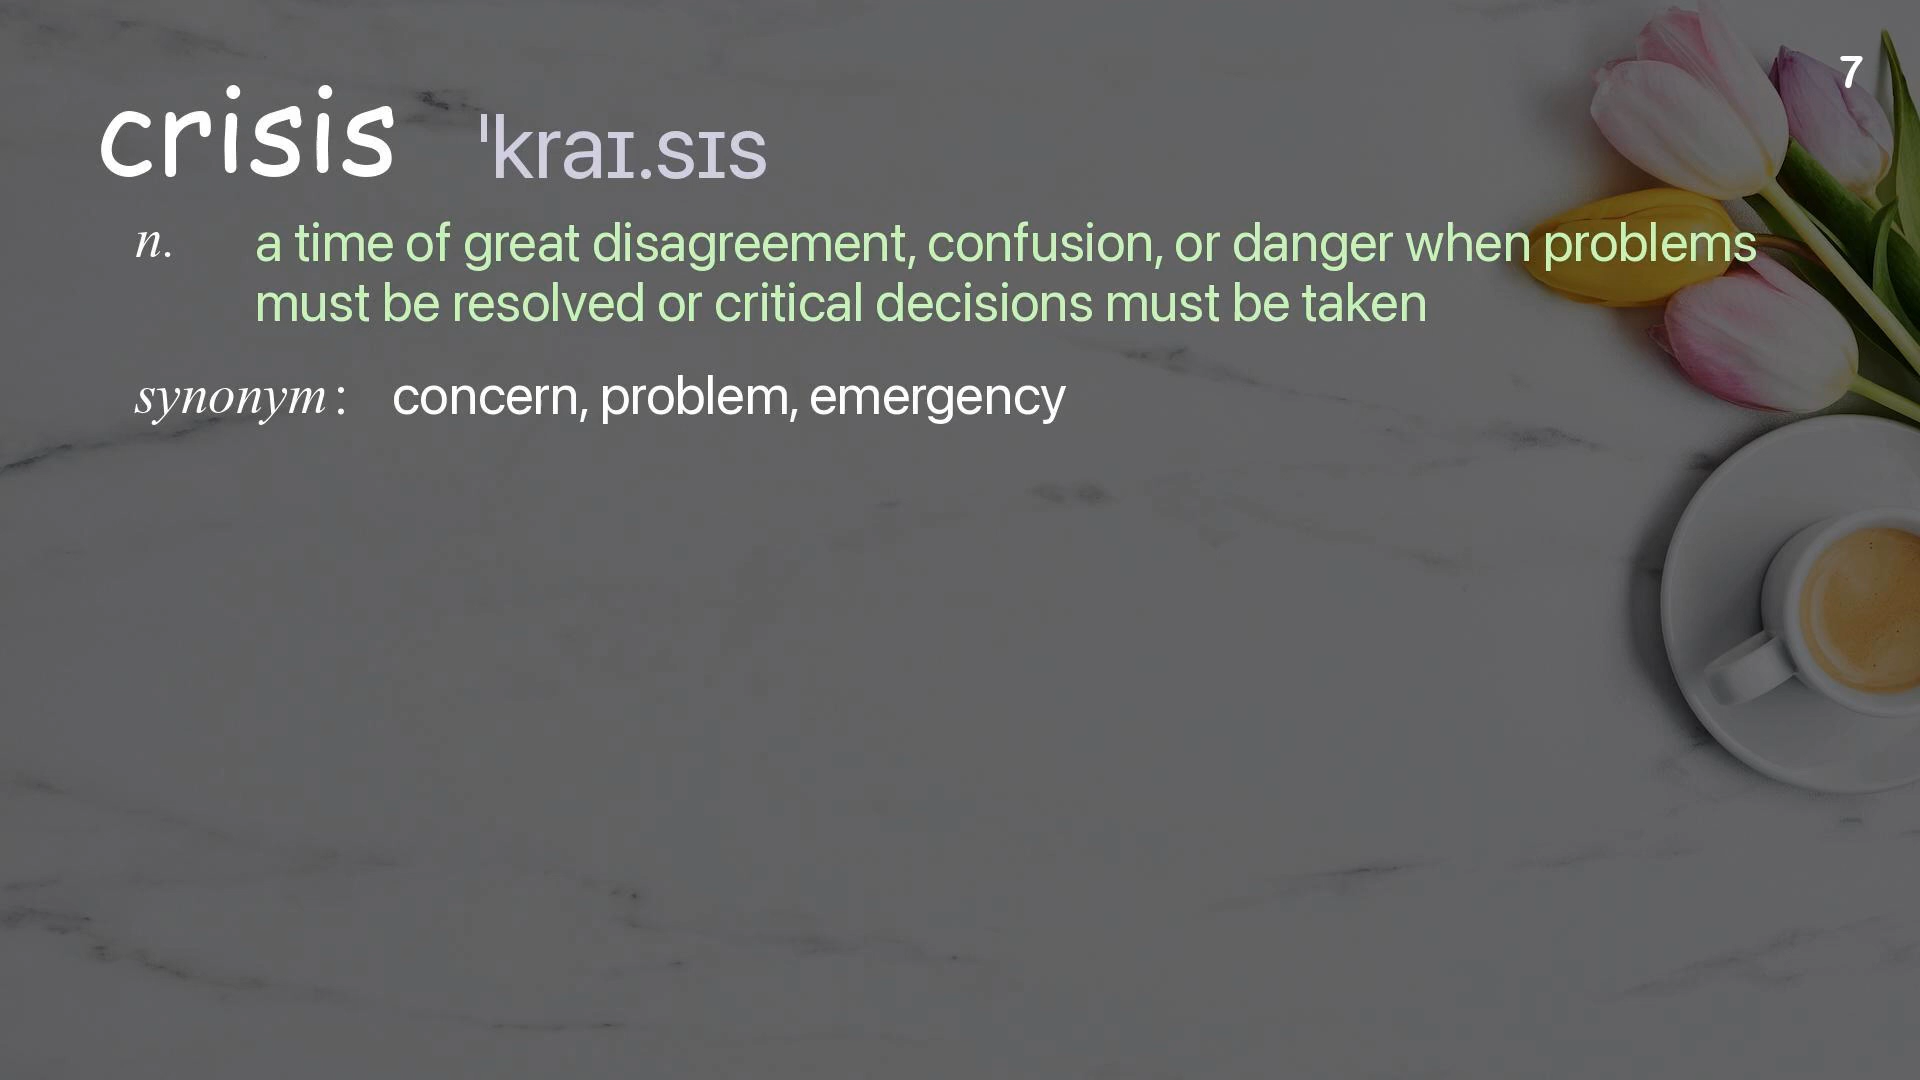 7
crisis ˈkraɪ.sɪs
n. a time of great disagreement, confusion, or danger when problems
must be resolved or critical decisions must be taken
synonym: concern, problem, emergency